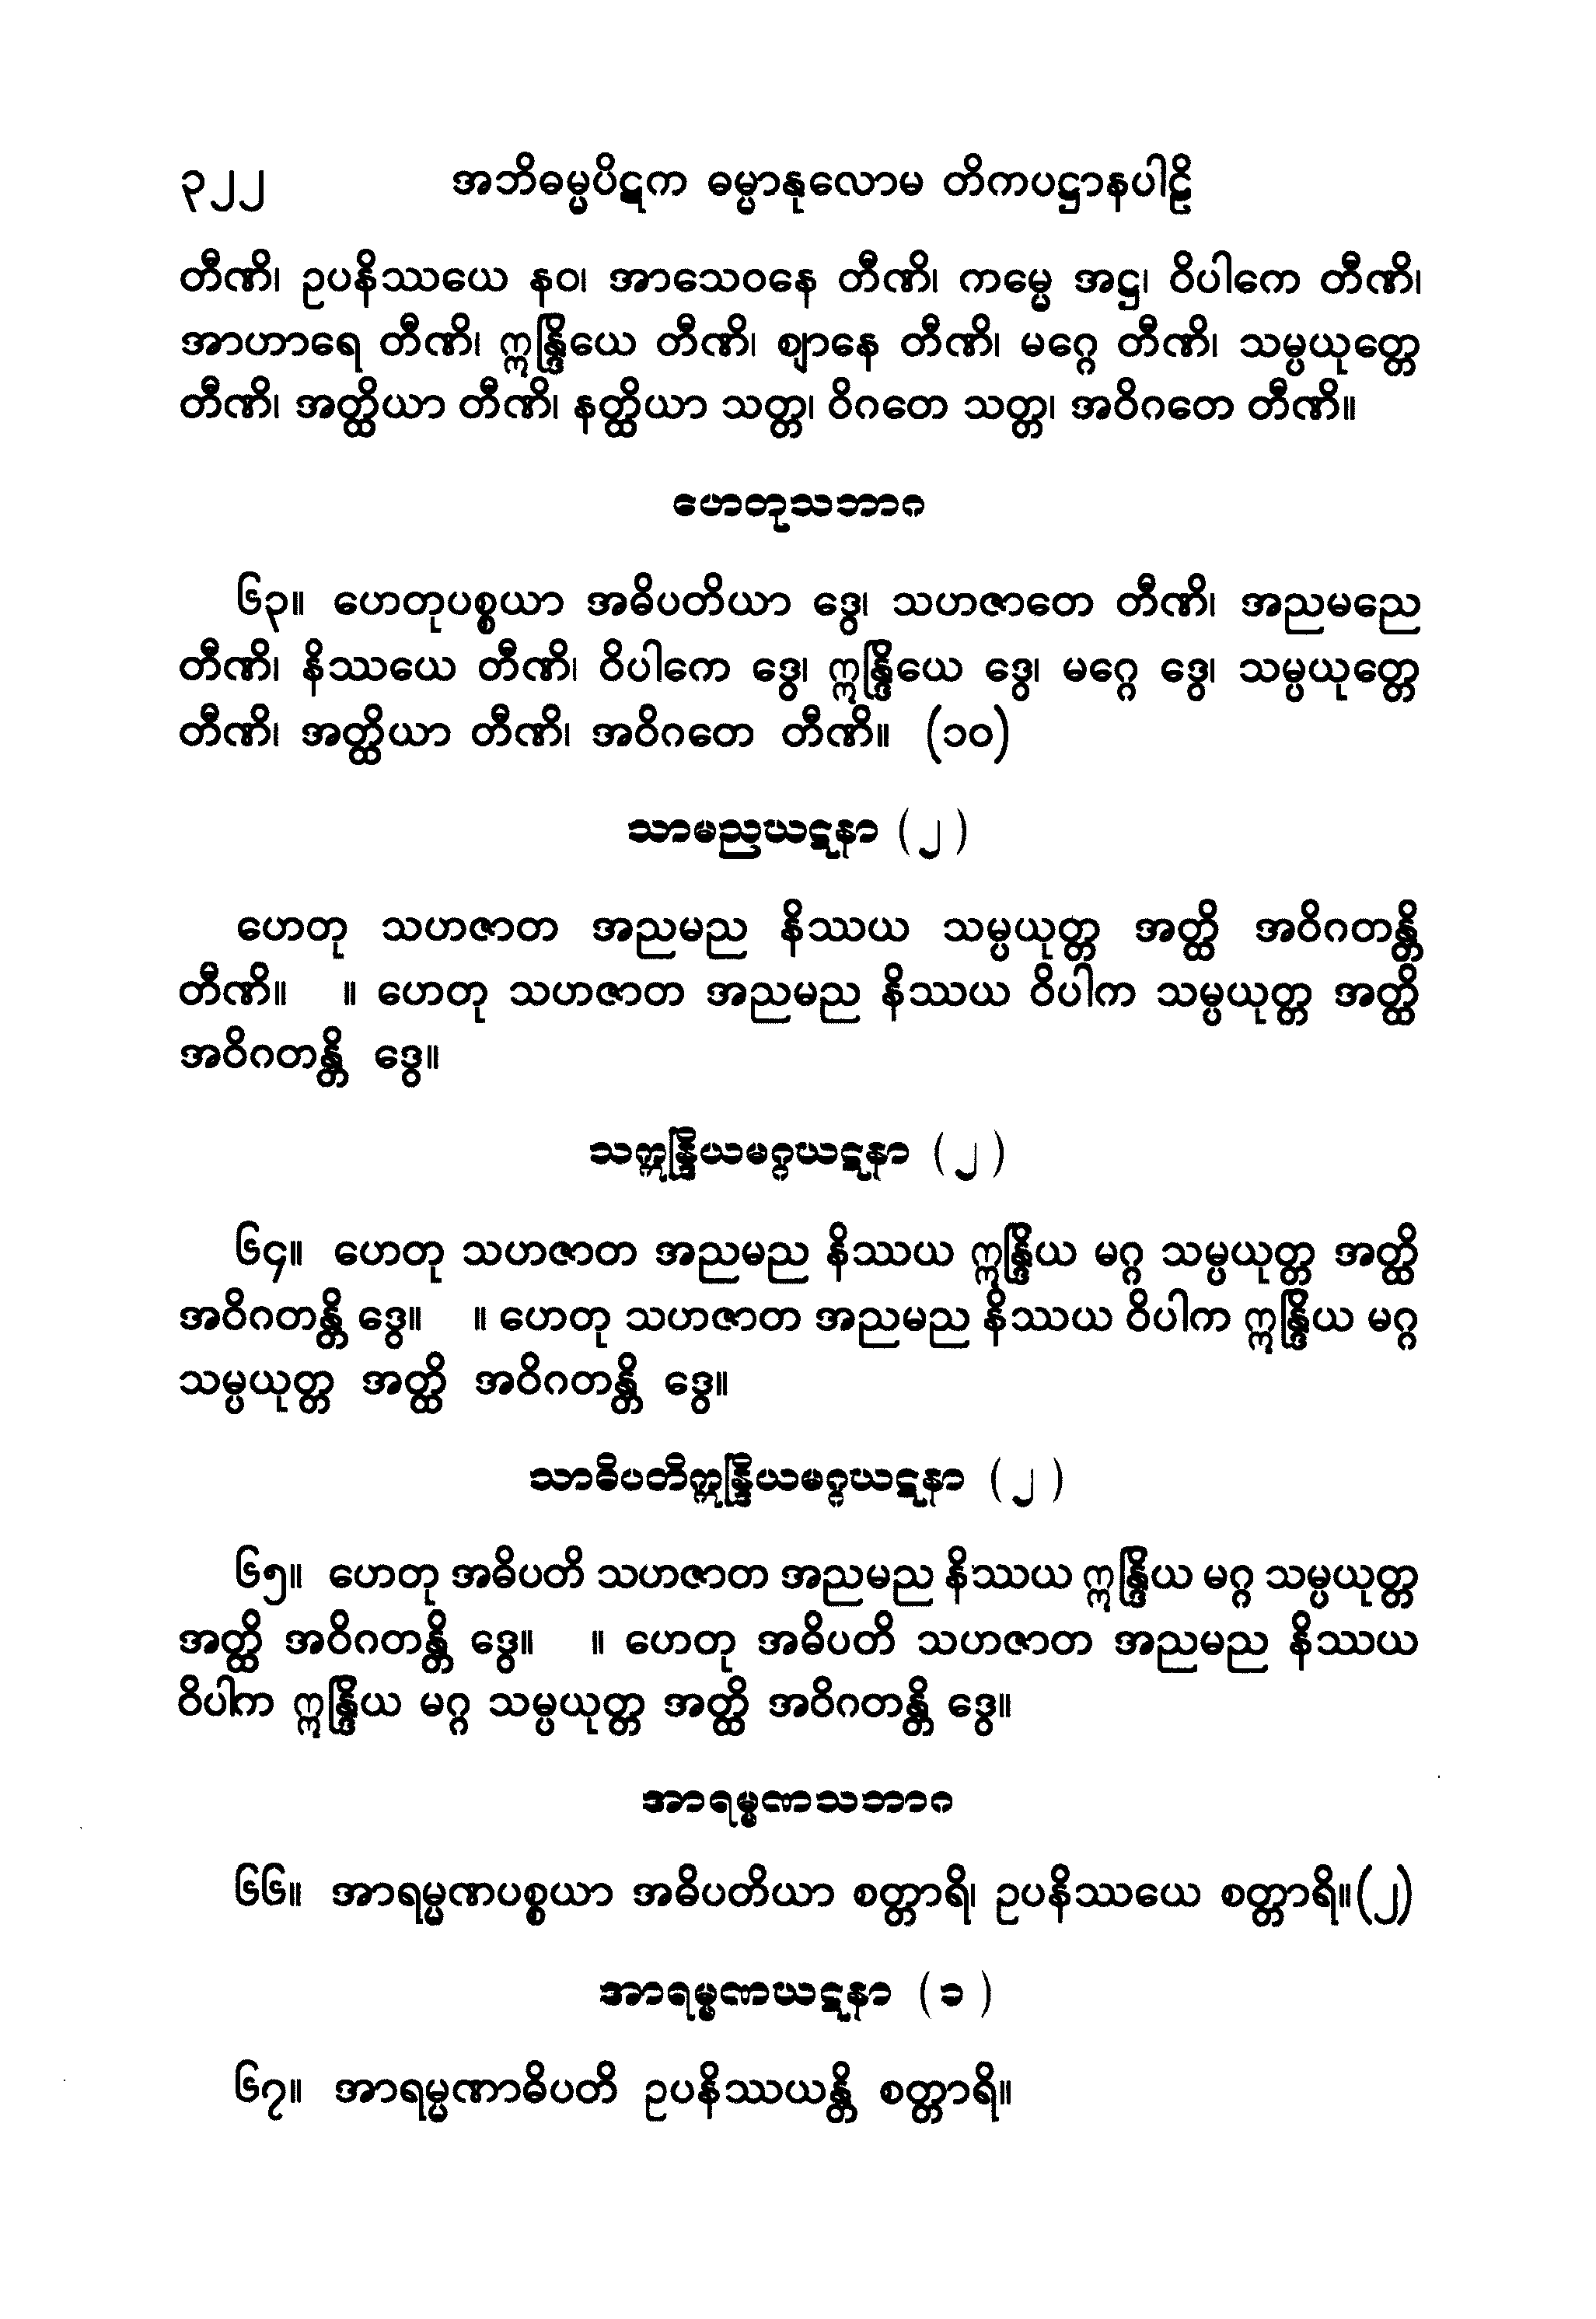 ၃၂၂ အဘိဓမ္မပိဋက ဓမ္မာနုလောမ တိကပဋ္ဌာနပါဠိ
တီဏိ၊ ဥပနိဿယေ နဝ၊ အာသေဝနေ တီဏိ၊ ကမ္မေ အဋ္ဌ၊ ဝိပါကေ တီဏိ၊
အာဟာရေ တီဏိ၊ ဣန္ဒြိယေ တီဏိ၊ ဈာနေ တီဏိ၊ မဂ္ဂေ တီဏိ၊ သမ္ပယုတ္တေ
တီဏိ၊ အတ္ထိယာ တီဏိ၊ နတ္ထိယာ သတ္တ၊ ဝိဂတေ သတ္တ၊ အဝိဂတေ တီဏိ။
ဟေတုသဘာဂ
၆၃။ ဟေတုပစ္စယာ အဓိပတိယာ ဒွေ၊ သဟဇာတေ တီဏိ၊ အညမညေ
တီဏိ၊ နိဿယေ တီဏိ၊ ဝိပါကေ ဒွေ၊ ဣန္ဒြိယေ ဒွေ၊ မဂ္ဂေ ဒွေ၊ သမ္ပယုတ္တေ
တီဏိ၊ အတ္ထိယာ တီဏိ၊ အဝိဂတေ တီဏိ။ (၁၀)
သာမညဃဋနာ (၂)
ဟေတု သဟဇာတ အညမည နိဿယ သမ္ပယုတ္တ အတ္ထိ အဝိဂတန္တိ
တီဏိ။ ။ ဟေတု သဟဇာတ အညမည နိဿယ ဝိပါက သမ္ပယုတ္တ အတ္ထိ
အဝိဂတန္တိ ဒွေ။
သဣန္ဒြိယမဂ္ဂဃဋနာ (၂)
၆၄။ ဟေတု သဟဇာတ အညမည နိဿယ ဣန္ဒြိယ မဂ္ဂ သမ္ပယုတ္တ အတ္ထိ
အဝိဂတန္တိ ဒွေ။ ။ ဟေတု သဟဇာတ အညမည နိဿယ ဝိပါက ဣန္ဒြိယ မဂ္ဂ
သမ္ပယုတ္တ အတ္ထိ အဝိဂတန္တိ ဒွေ။
သာဓိပတိဣန္ဒြိယမဂ္ဂဃဋနာ (၂)
၆၅။ ဟေတု အဓိပတိ သဟဇာတ အညမည နိဿယ ဣန္ဒြိယ မဂ္ဂ သမ္ပယုတ္တ
အတ္ထိ အဝိဂတန္တိ ဒွေ။ ။ ဟေတု အဓိပတိ သဟဇာတ အညမည နိဿယ
ဝိပါက ဣန္ဒြိယ မဂ္ဂ သမ္ပယုတ္တ အတ္ထိ အဝိဂတန္တိ ဒွေ။
အာရမ္မဏသဘာဂ
၆၆။ အာရမ္မဏပစ္စယာ အဓိပတိယာ စတ္တာရိ၊ ဥပနိဿယေ စတ္တာရိ။(၂)
အာရမ္မဏဃဋနာ (၁)
၆၇။ အာရမ္မဏာဓိပတိ ဥပနိဿယန္တိ စတ္တာရိ။